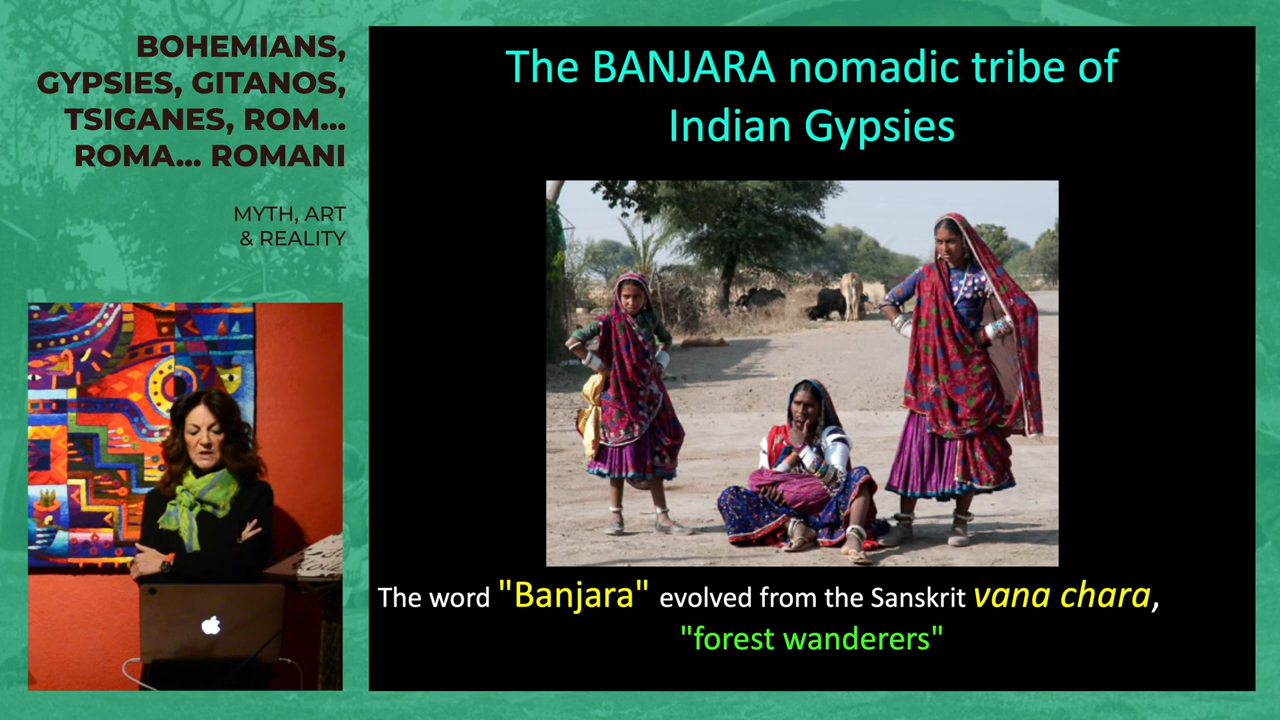 BOHEMIANS,
GYPSIES, GITANOS,
TSIGANES, ROM...
ROMA... ROMANI
MYTH, ART
& REALITY
The BANJARA nomadic tribe of
Indian Gypsies
The word "Banjara" evolved from the Sanskrit vana chara,
"forest wanderers"